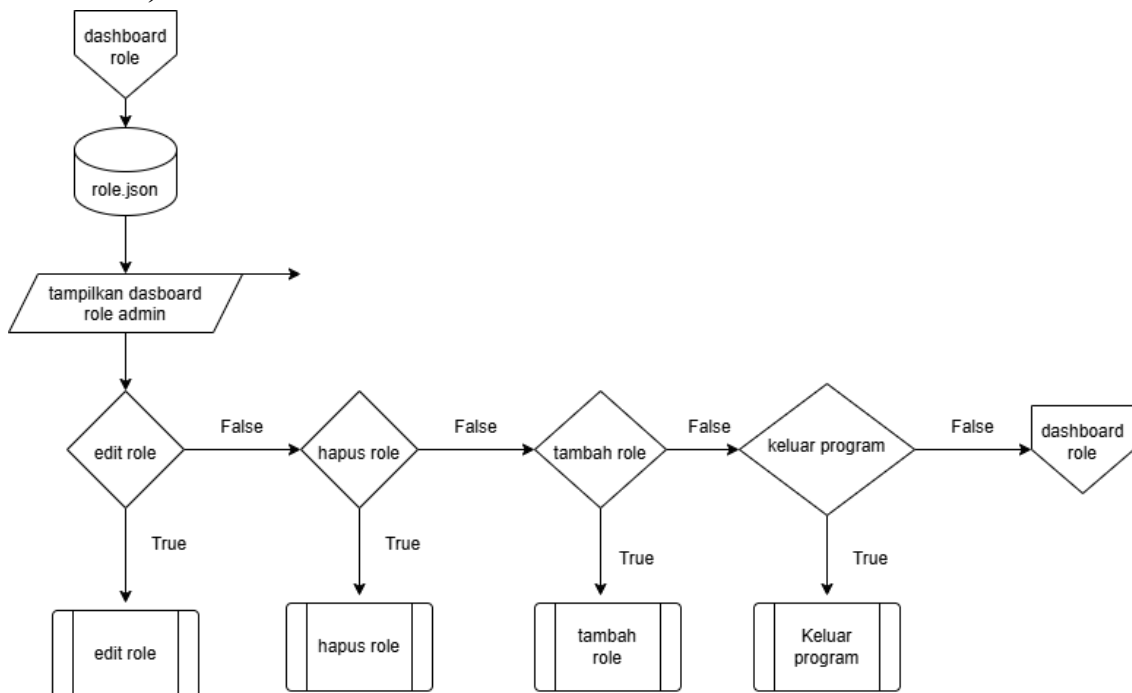 dashboard
role
role.json
tampilkan dasboard
role admin
edit role
False
hapus role
False
tambah role
False
keluar program
False
dashboard
role
True
True
True
True
edit role
hapus role
tambah
role
Keluar
program